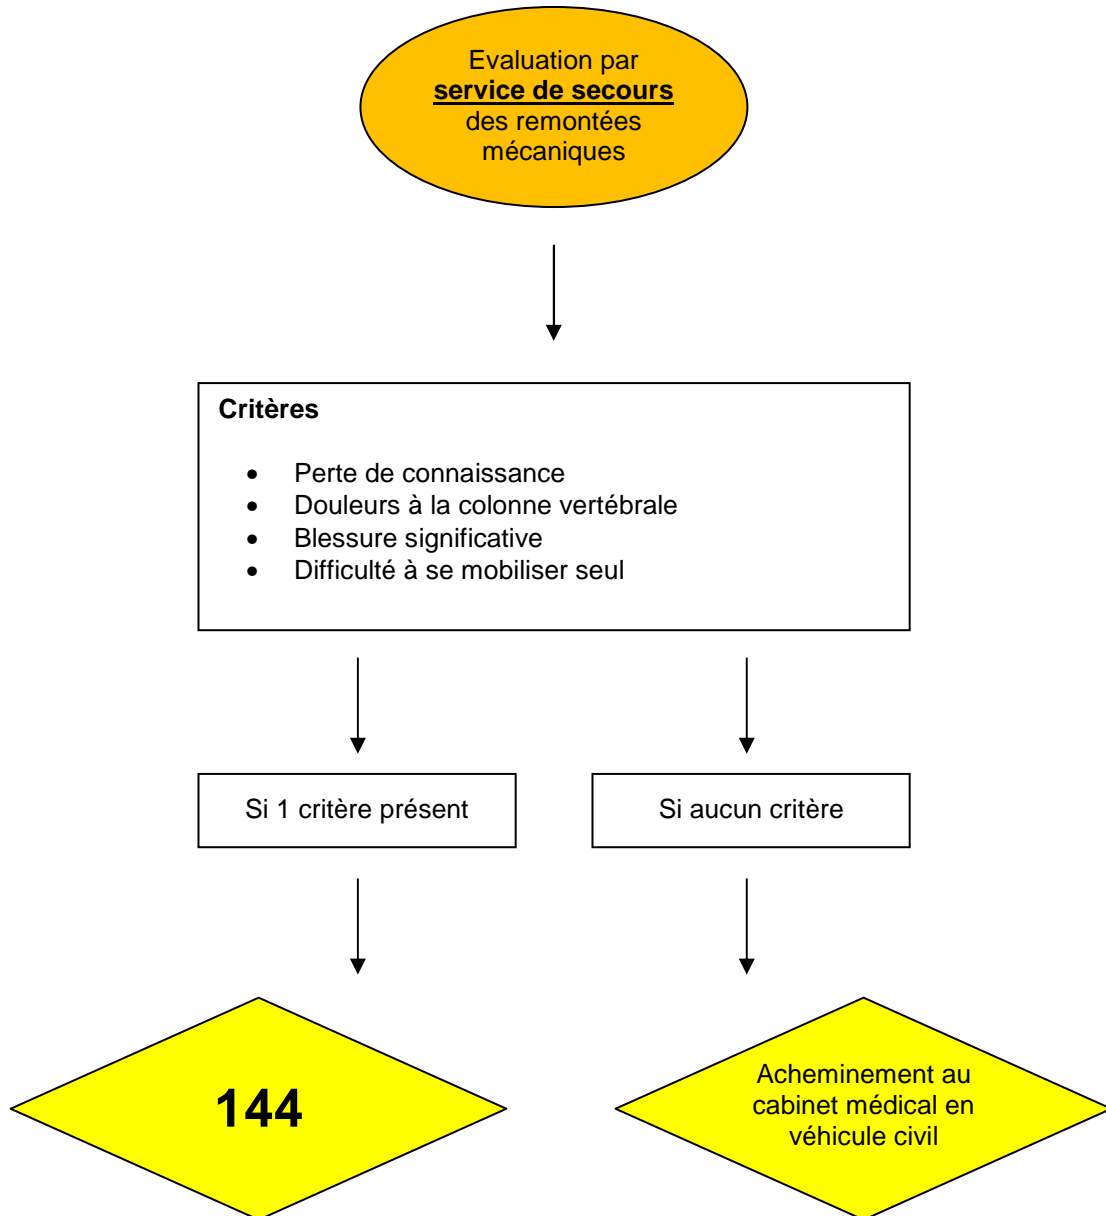 Evaluation par
service de secours
des remontées
mécaniques
Critères
• Perte de connaissance
• Douleurs à la colonne vertébrale
• Blessure significative
• Difficulté à se mobiliser seul
Si 1 critère présent
Si aucun critère
144
Acheminement au
cabinet médical en
véhicule civil